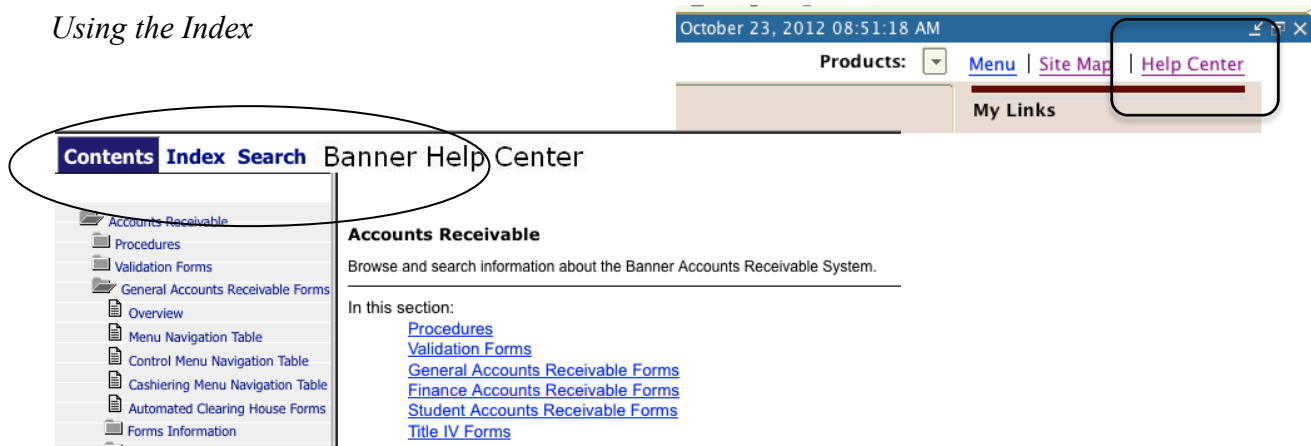 Using the Index
October 23, 2012 08:51:18 AM
Products:
Menu | Site Map | Help Center
My Links
Contents Index Search Banner Help Center
Accounts Receivable
Procedures
Validation Forms
General Accounts Receivable Forms
Overview
Menu Navigation Table
Control Menu Navigation Table
Cashiering Menu Navigation Table
Automated Clearing House Forms
Forms Information
Accounts Receivable
Browse and search information about the Banner Accounts Receivable System.
In this section:
Procedures
Validation Forms
General Accounts Receivable Forms
Finance Accounts Receivable Forms
Student Accounts Receivable Forms
Title IV Forms